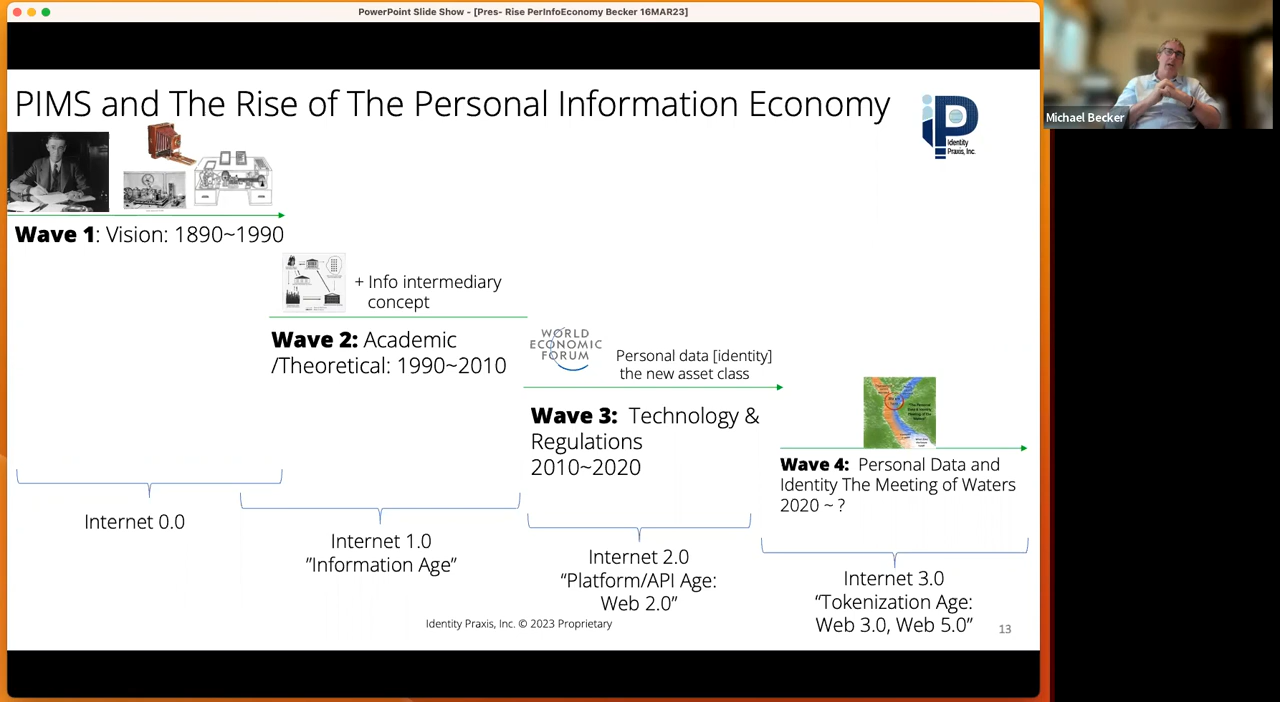 PowerPoint Slide Show - [Pres- Rise PerInfoEconomy Becker 16MAR23]
PIMS and The Rise of The Personal Information Economy
Identity
Praxis, Inc.
Michael Becker
Wave 1: Vision: 1890~1990
+ Info intermediary
concept
Wave 2: Academic
/Theoretical: 1990~2010
WORLD
ECONOMIC
FORUM
Personal data [identity]
the new asset class
Wave 3: Technology &
Regulations
2010~2020
Wave 4: Personal Data and
Identity The Meeting of Waters
2020 ~ ?
Internet 0.0
Internet 1.0
”Information Age”
Internet 2.0
“Platform/API Age:
Web 2.0”
Internet 3.0
“Tokenization Age:
Web 3.0, Web 5.0”
Identity Praxis, Inc. © 2023 Proprietary
13